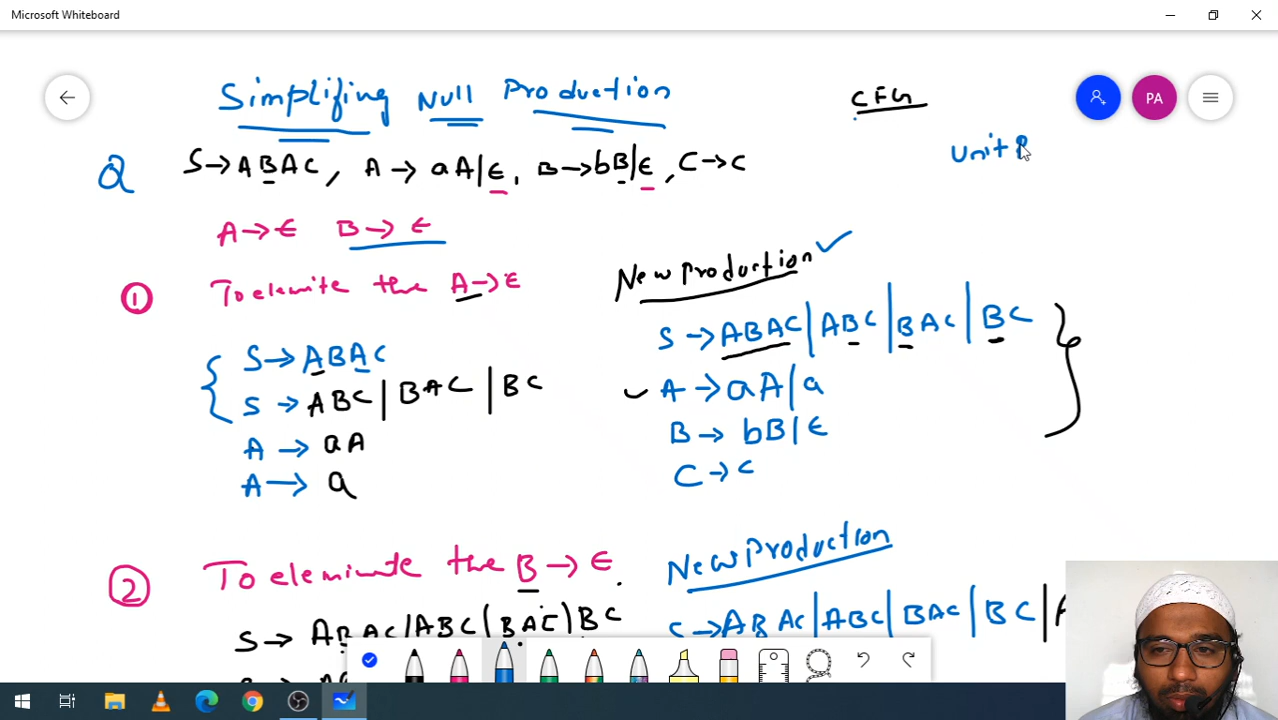 Microsoft Whiteboard
Simplifing Null Production
CFG
PA
Unit P
Q S→ABAC, A→aA|ϵ, B→bB|ϵ, C→c
A→ϵ B→ϵ
① To elemite the A→ϵ
New production ✓
S→ABAC
S→ABC|BAC|BC
A→aA
A→a
S→ABAC|ABC|BAC|BC
A→aA|a
B→bB|ϵ
C→c
② To eleminate the B→ϵ.
New Production
S→ABAC|ABC|BAC|BC
S→ABAC|ABC|BAC|BC|